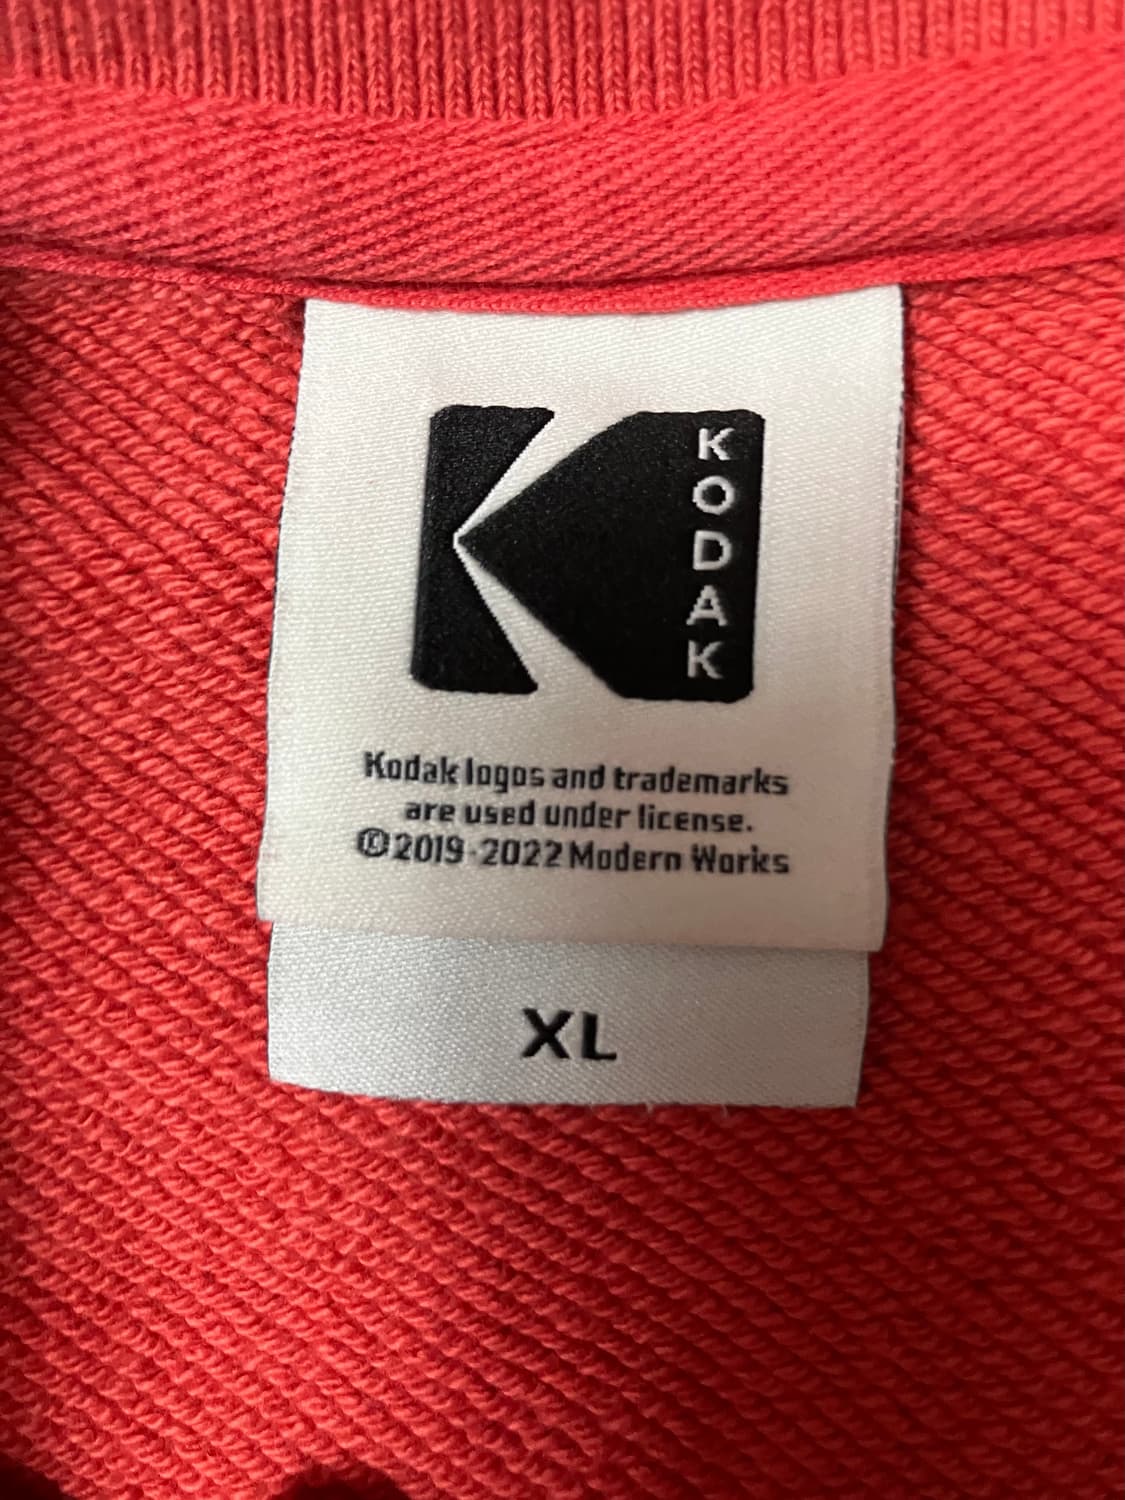 KODAK
Kodak logos and trademarks
are used under license.
©2019-2022 Modern Works
XL